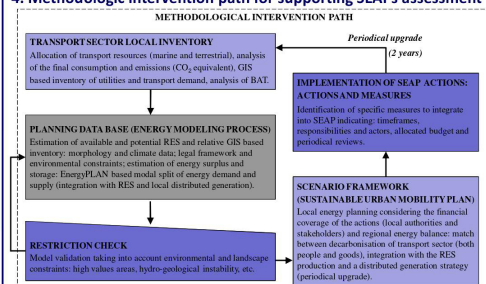 4. Methodologic intervention path for supporting SEAPs assessment
METHODOLOGICAL INTERVENTION PATH
TRANSPORT SECTOR LOCAL INVENTORY
Allocation of transport resources (marine and terrestrial), analysis
of the final consumption and emissions (CO2 equivalent), GIS
based inventory of utilities and transport demand, analysis of BAT.
Periodical upgrade
(2 years)
PLANNING DATA BASE (ENERGY MODELING PROCESS)
Estimation of available and potential RES and relative GIS based
inventory: morphology and climate data; legal framework and
environmental constraints; estimation of energy surplus and
storage: EnergyPLAN based modal split of energy demand and
supply (integration with RES and local distributed generation).
IMPLEMENTATION OF SEAP ACTIONS:
ACTIONS AND MEASURES
Identification of specific measures to integrate
into SEAP indicating: timeframes,
responsibilities and actors, allocated budget and
periodical reviews.
RESTRICTION CHECK
Model validation taking into account environmental and landscape
constraints: high values areas, hydro-geological instability, etc.
SCENARIO FRAMEWORK
(SUSTAINABLE URBAN MOBILITY PLAN)
Local energy planning considering the financial
coverage of the actions (local authorities and
stakeholders) and regional energy balance: match
between decarbonisation of transport sector (both
people and goods), integration with the RES
production and a distributed generation strategy
(periodical upgrade).